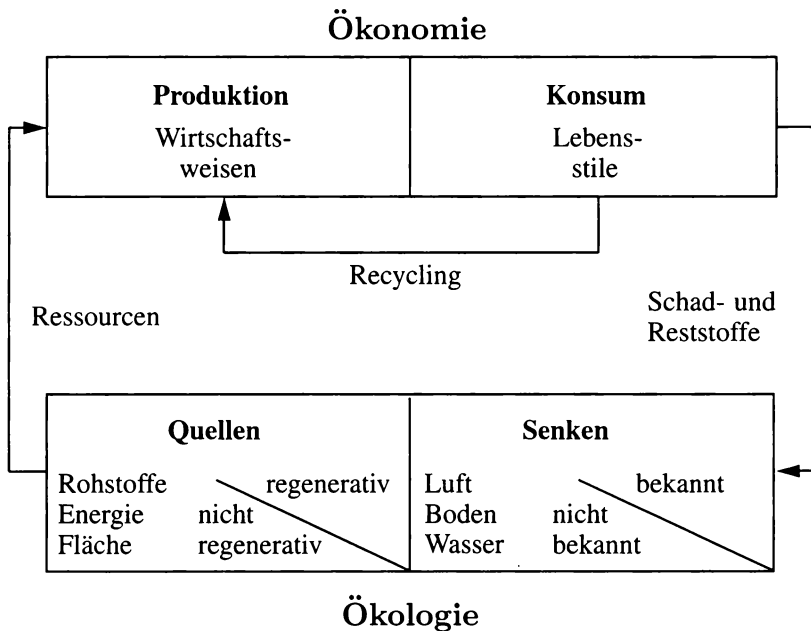 Ökonomie
Produktion
Wirtschafts-
weisen
Konsum
Lebens-
stile
Recycling
Ressourcen
Schad- und
Reststoffe
Quellen
Rohstoffe regenerativ
Energie nicht
Fläche regenerativ
Senken
Luft bekannt
Boden nicht
Wasser bekannt
Ökologie